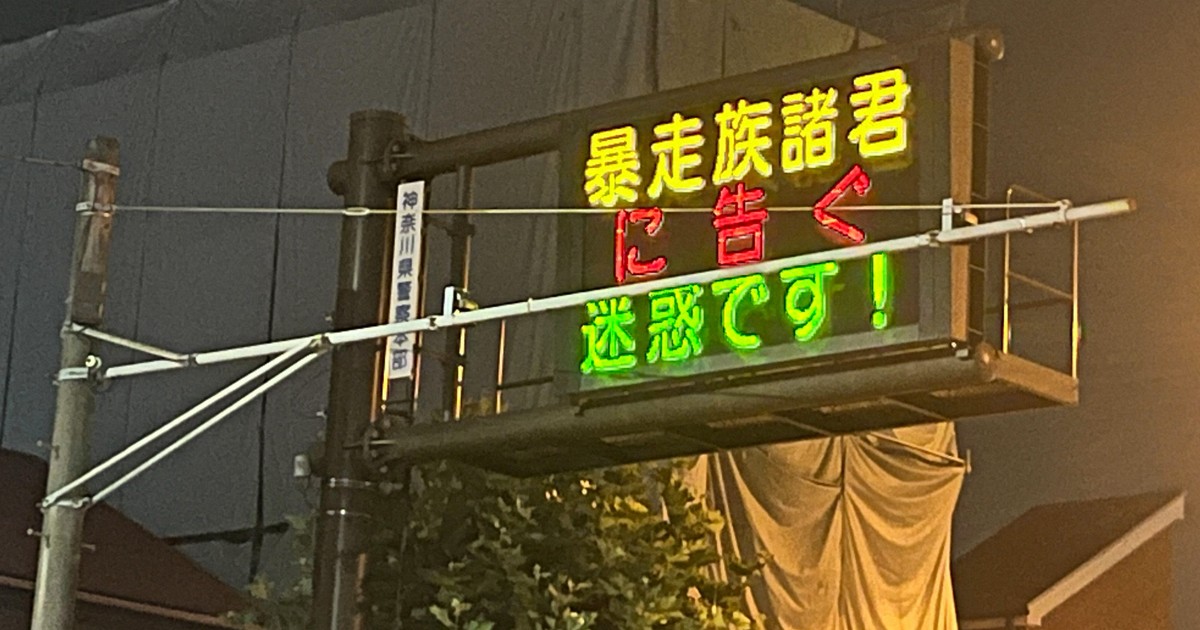 暴走族諸君
に告ぐ
迷惑です!
神奈川県警察本部